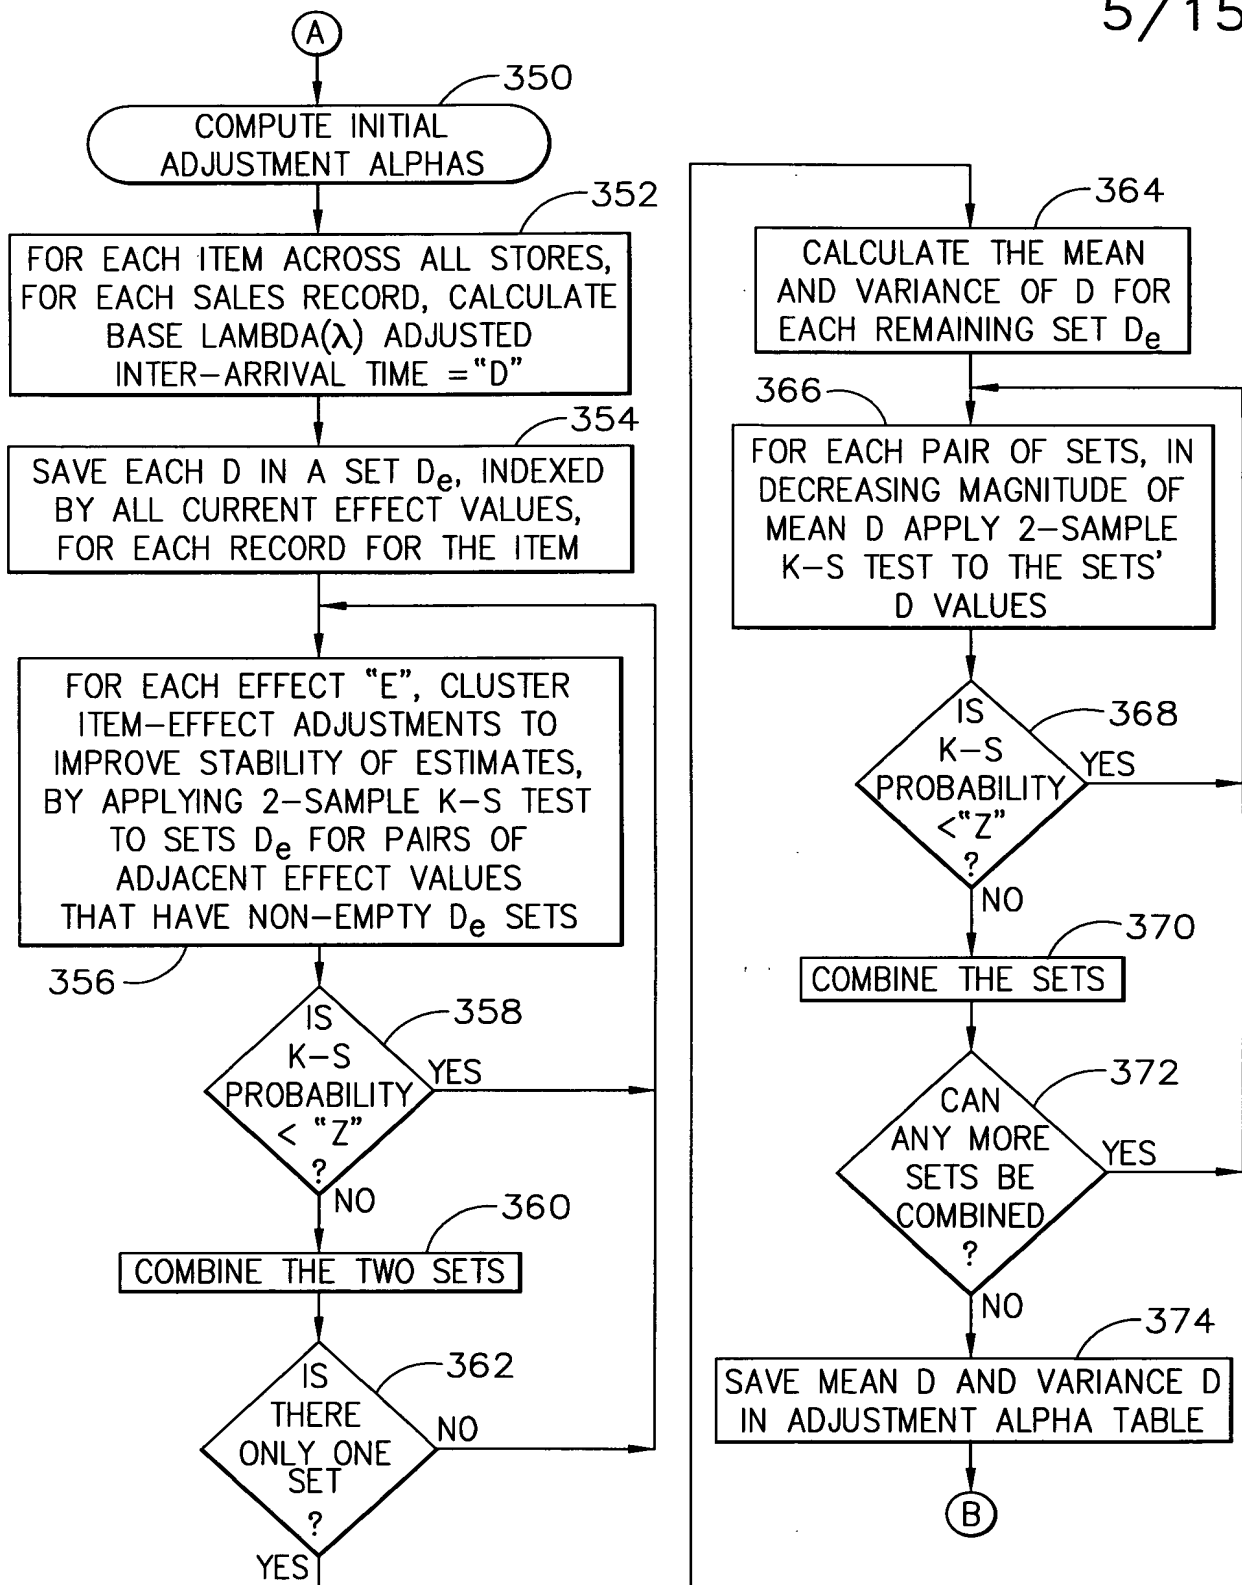 5/15
A
350
COMPUTE INITIAL
ADJUSTMENT ALPHAS
352
FOR EACH ITEM ACROSS ALL STORES,
FOR EACH SALES RECORD, CALCULATE
BASE LAMBDA(λ) ADJUSTED
INTER-ARRIVAL TIME ="D"
354
SAVE EACH D IN A SET De, INDEXED
BY ALL CURRENT EFFECT VALUES,
FOR EACH RECORD FOR THE ITEM
FOR EACH EFFECT "E", CLUSTER
ITEM-EFFECT ADJUSTMENTS TO
IMPROVE STABILITY OF ESTIMATES,
BY APPLYING 2-SAMPLE K-S TEST
TO SETS De FOR PAIRS OF
ADJACENT EFFECT VALUES
THAT HAVE NON-EMPTY De SETS
356
358
IS
K-S
PROBABILITY
< "Z"
?
YES
NO
360
COMBINE THE TWO SETS
362
IS
THERE
ONLY ONE
SET
?
NO
YES
364
CALCULATE THE MEAN
AND VARIANCE OF D FOR
EACH REMAINING SET De
366
FOR EACH PAIR OF SETS, IN
DECREASING MAGNITUDE OF
MEAN D APPLY 2-SAMPLE
K-S TEST TO THE SETS'
D VALUES
368
IS
K-S
PROBABILITY
<"Z"
?
YES
NO
370
COMBINE THE SETS
372
CAN
ANY MORE
SETS BE
COMBINED
?
YES
NO
374
SAVE MEAN D AND VARIANCE D
IN ADJUSTMENT ALPHA TABLE
B